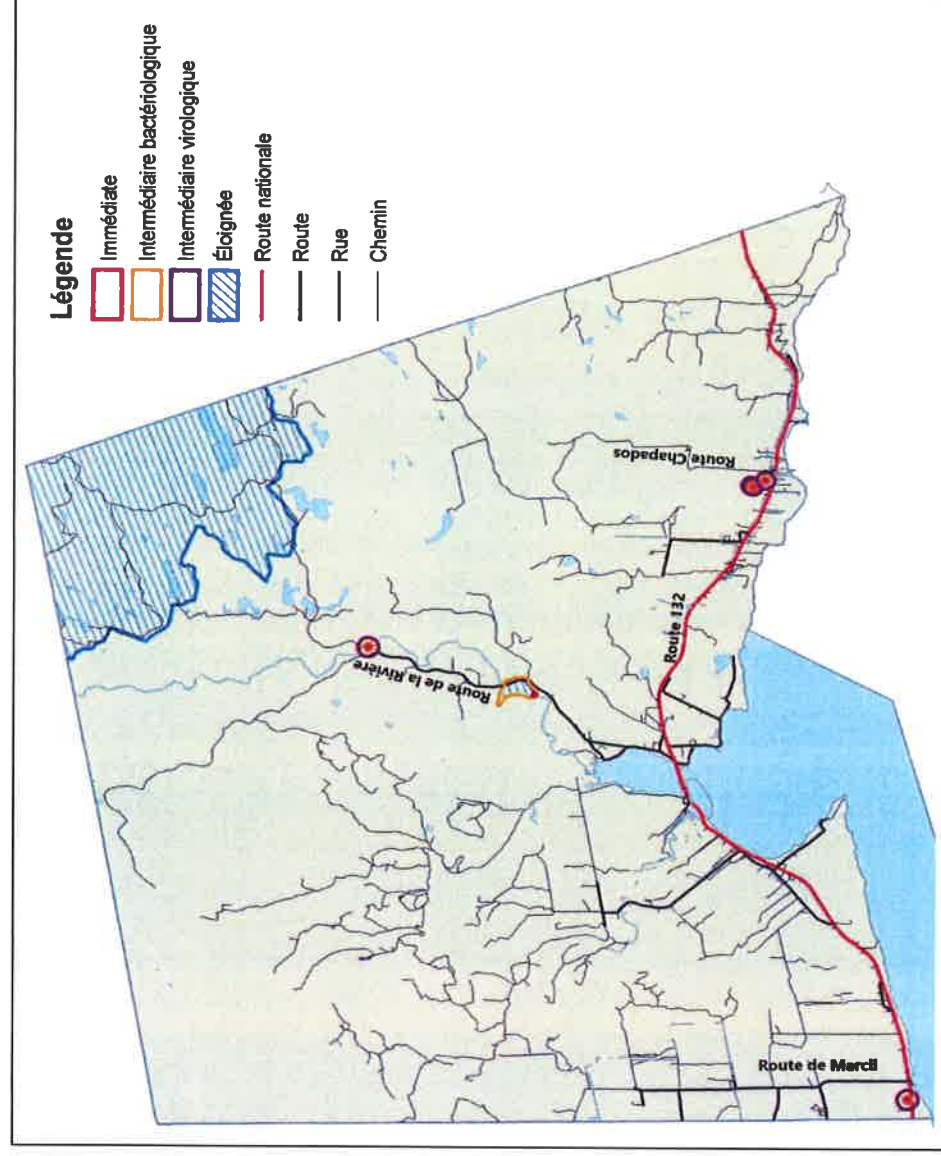 Légende
Immédiate
Intermédiaire bactériologique
Intermédiaire virologique
Éloignée
Route nationale
Route
Rue
Chemin
Route Chapados
Route de la Rivière
Route 132
Route de Marcil